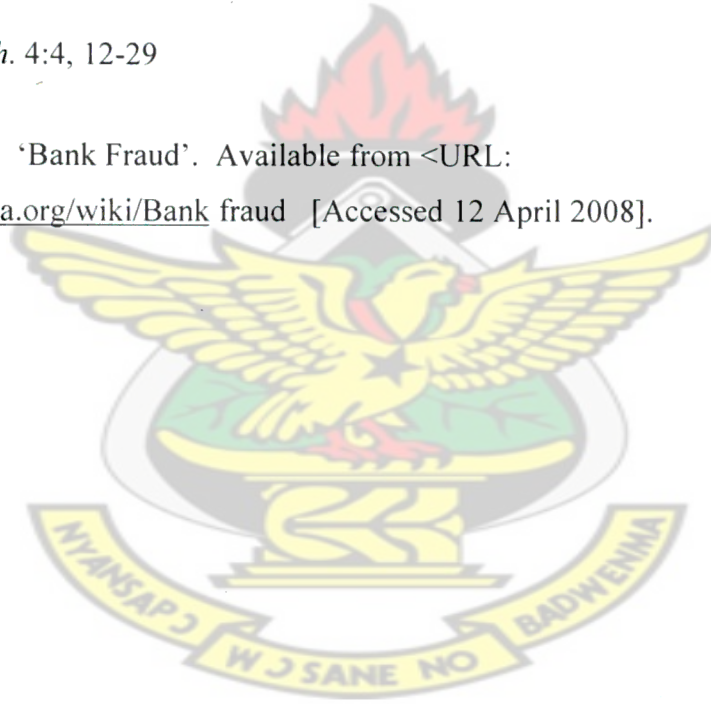 h. 4:4, 12-29
‘Bank Fraud’. Available from <URL:
a.org/wiki/Bank fraud [Accessed 12 April 2008].
NYANSAPƆ WƆSANE NO BADWENMA